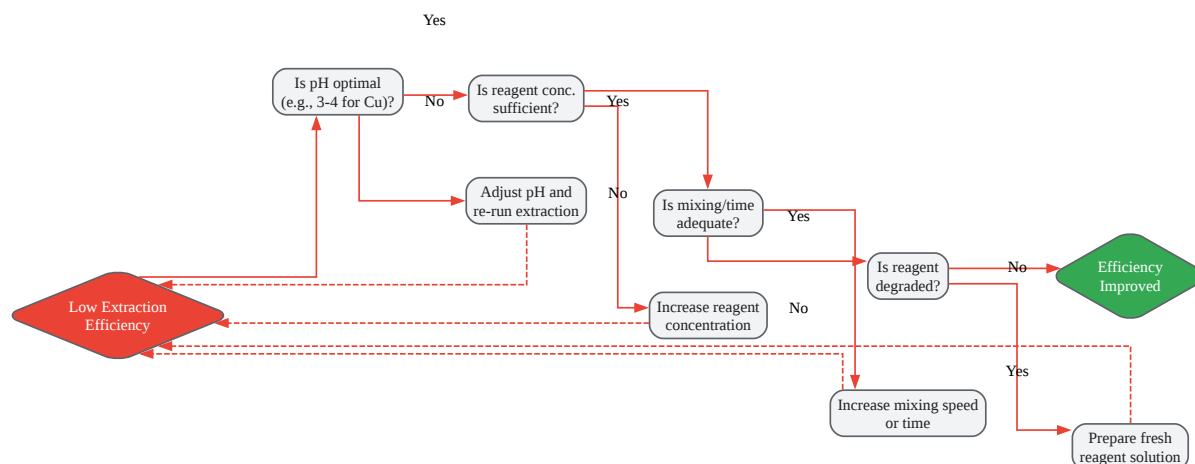 Yes
Is pH optimal
(e.g., 3-4 for Cu)?
No
Is reagent conc.
sufficient?
Yes
Adjust pH and
re-run extraction
No
Is mixing/time
adequate?
Yes
Is reagent
degraded?
No
Efficiency
Improved
Low Extraction
Efficiency
Increase reagent
concentration
No
Yes
Increase mixing speed
or time
Prepare fresh
reagent solution